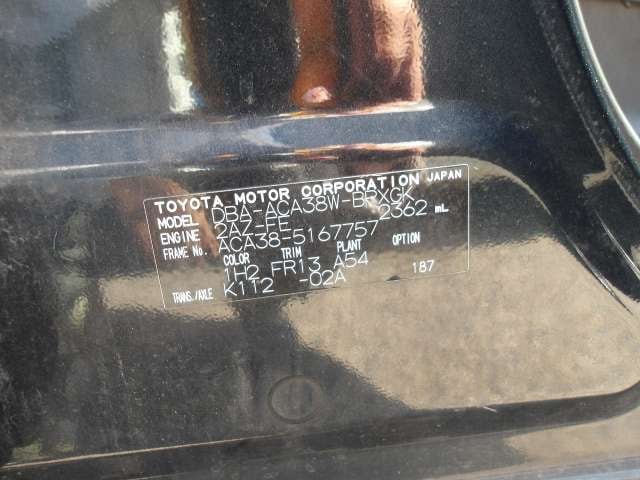 TOYOTA MOTOR CORPORATION JAPAN
MODEL DBA-ACA38W-BRXGK
ENGINE 2AZ-FE 2362 mL
FRAME No. ACA38-5167757
COLOR TRIM PLANT OPTION
1H2 FR13 A54
TRANS./AXLE K112 -02A 187